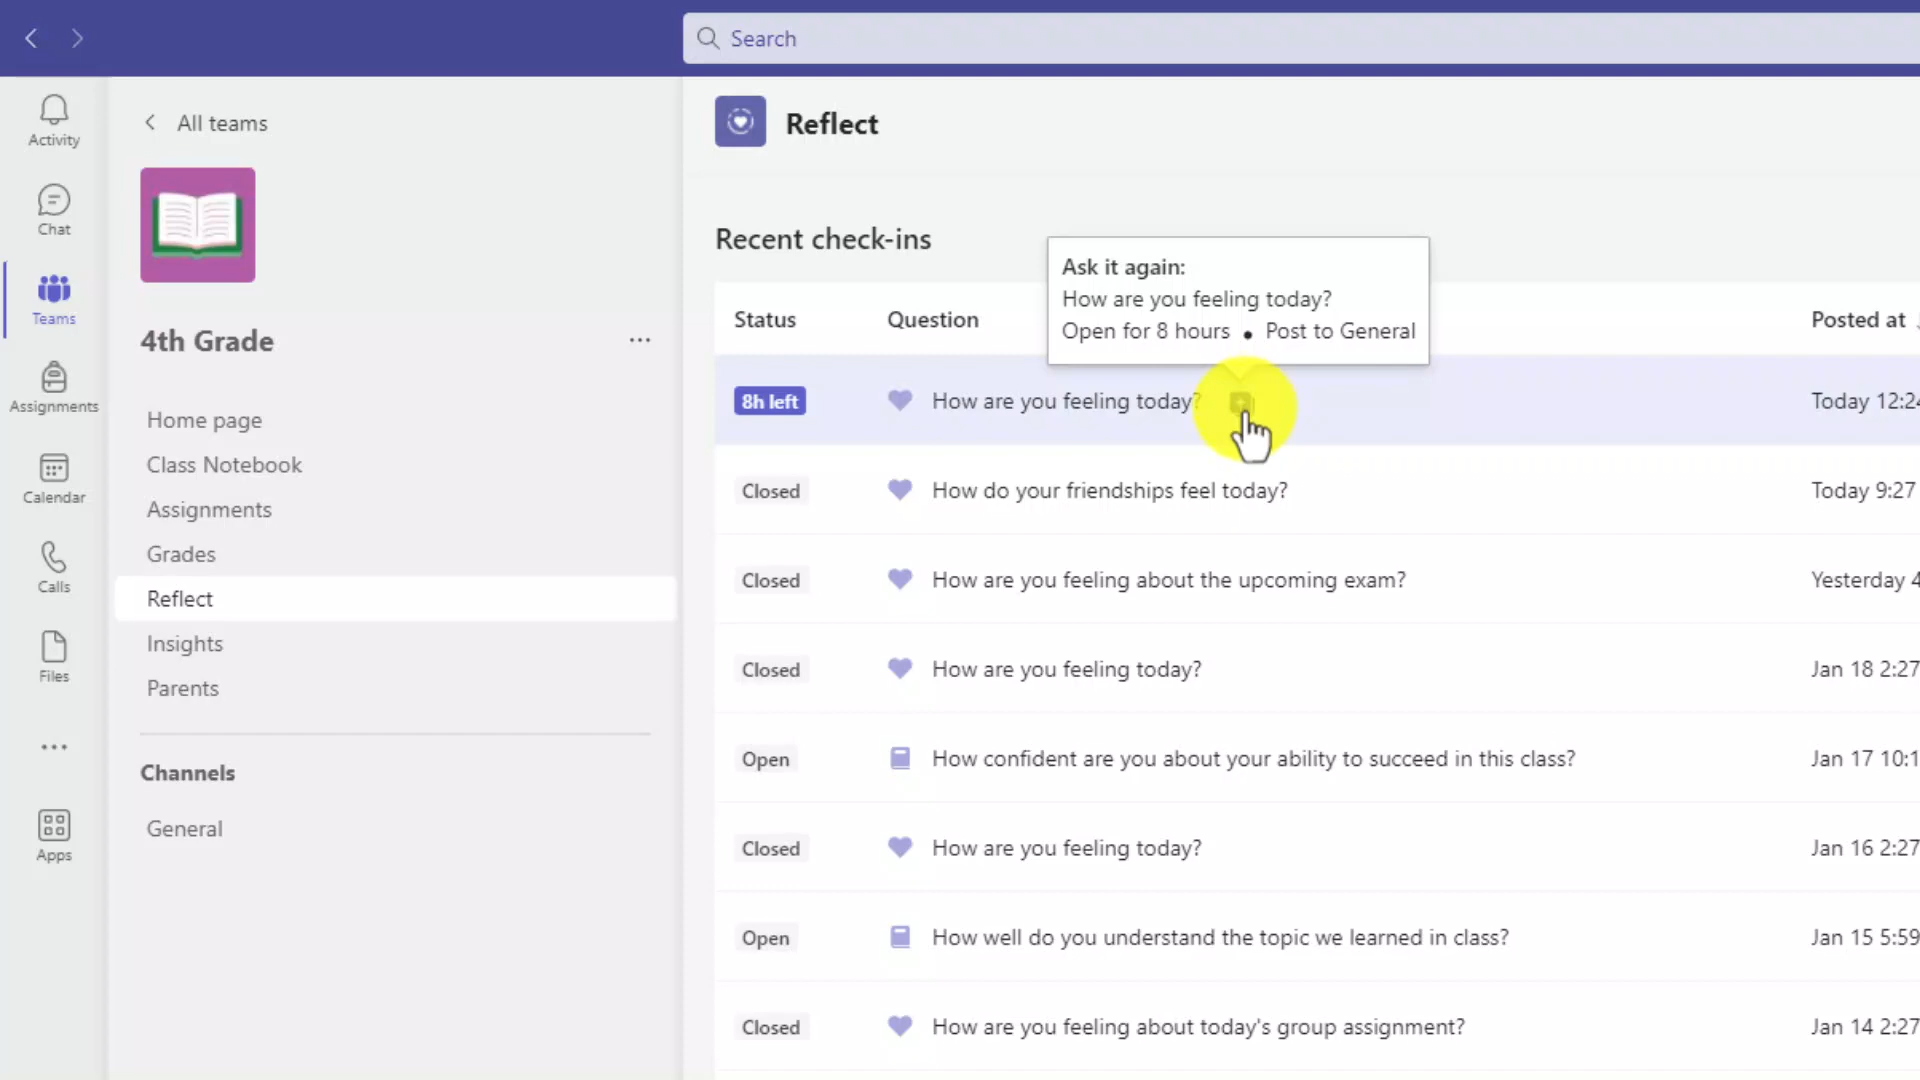 Search
Activity
Chat
Teams
Assignments
Calendar
Calls
Files
Apps
All teams
4th Grade
Home page
Class Notebook
Assignments
Grades
Reflect
Insights
Parents
Channels
General
Reflect
Recent check-ins
Ask it again:
How are you feeling today?
Open for 8 hours • Post to General
Status Question Posted at
8h left How are you feeling today? Today 12:24
Closed How do your friendships feel today? Today 9:27
Closed How are you feeling about the upcoming exam? Yesterday 4
Closed How are you feeling today? Jan 18 2:27
Open How confident are you about your ability to succeed in this class? Jan 17 10:1
Closed How are you feeling today? Jan 16 2:27
Open How well do you understand the topic we learned in class? Jan 15 5:59
Closed How are you feeling about today's group assignment? Jan 14 2:27